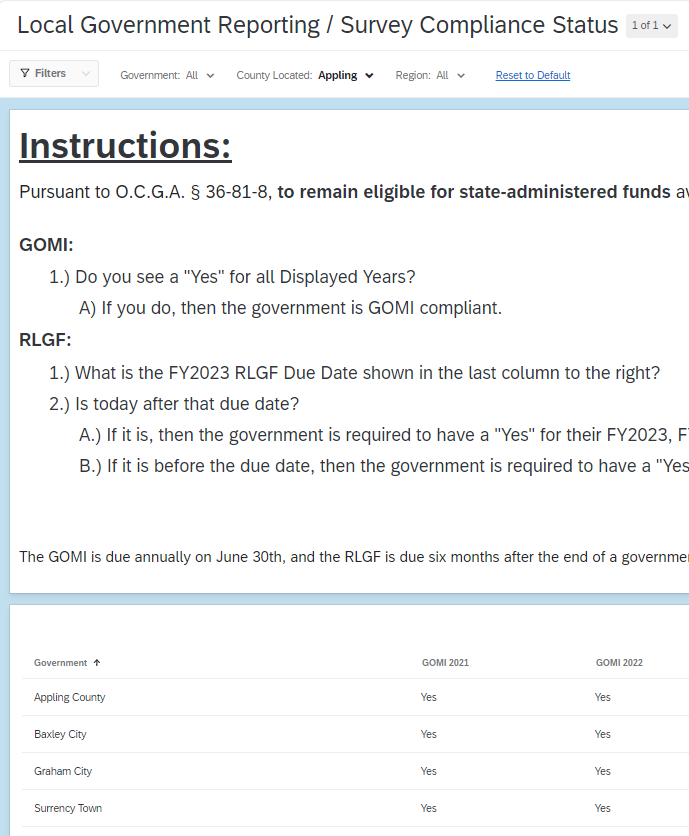 Local Government Reporting / Survey Compliance Status 1 of 1
Filters Government: All County Located: Appling Region: All Reset to Default
Instructions:
Pursuant to O.C.G.A. § 36-81-8, to remain eligible for state-administered funds
GOMI:
1.) Do you see a "Yes" for all Displayed Years?
A) If you do, then the government is GOMI compliant.
RLGF:
1.) What is the FY2023 RLGF Due Date shown in the last column to the right?
2.) Is today after that due date?
A.) If it is, then the government is required to have a "Yes" for their FY2023,
B.) If it is before the due date, then the government is required to have a "Yes
The GOMI is due annually on June 30th, and the RLGF is due six months after the end of a
Government GOMI 2021 GOMI 2022
Appling County Yes Yes
Baxley City Yes Yes
Graham City Yes Yes
Surrency Town Yes Yes